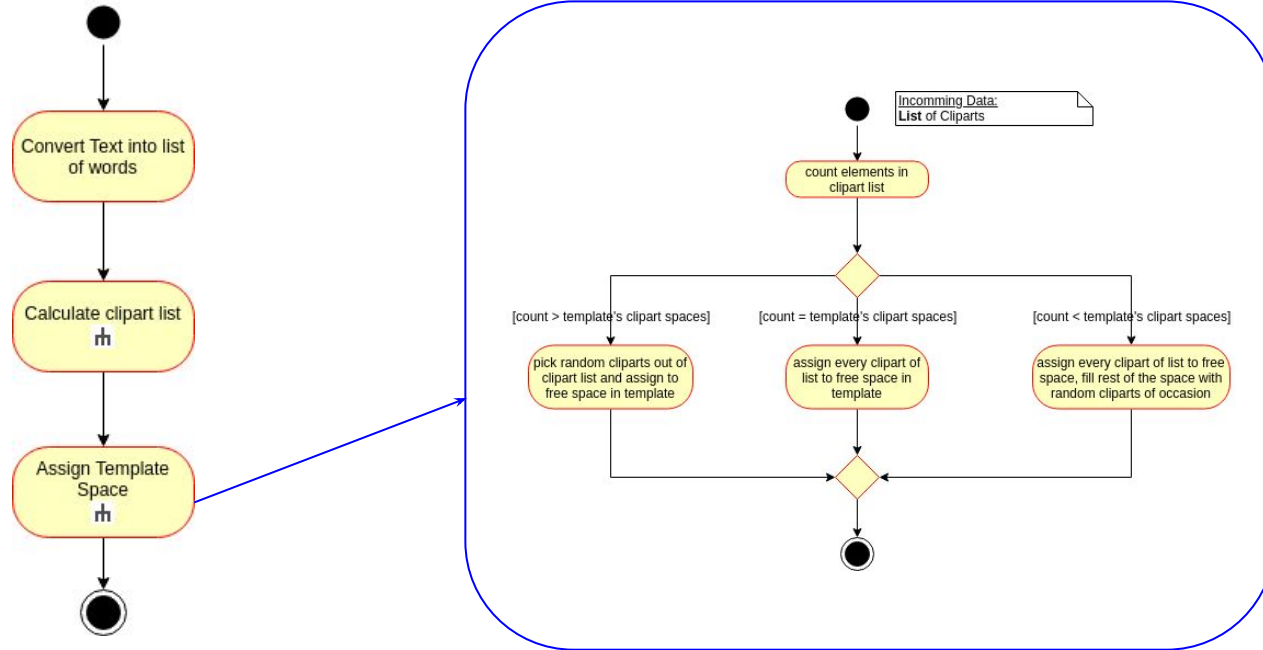 Convert Text into list
of words
Calculate clipart list
Assign Template
Space
Incomming Data:
List of Cliparts
count elements in
clipart list
[count > template's clipart spaces]
[count = template's clipart spaces]
[count < template's clipart spaces]
pick random cliparts out of
clipart list and assign to
free space in template
assign every clipart of
list to free space in
template
assign every clipart of list to free
space, fill rest of the space with
random cliparts of occasion